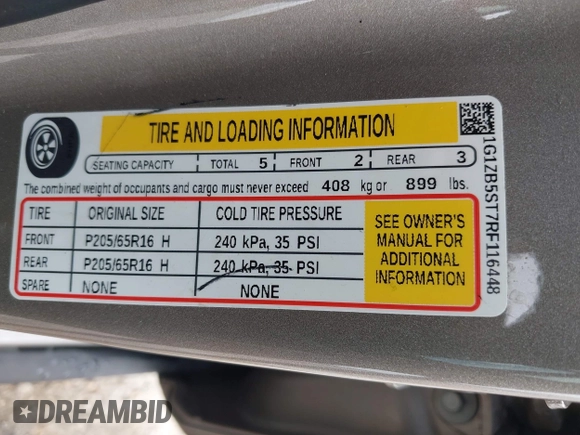 TIRE AND LOADING INFORMATION
SEATING CAPACITY TOTAL 5 FRONT 2 REAR 3
The combined weight of occupants and cargo must never exceed 408 kg or 899 lbs.
TIRE ORIGINAL SIZE COLD TIRE PRESSURE
FRONT P205/65R16 H 240 kPa, 35 PSI
REAR P205/65R16 H 240 kPa, 35 PSI
SPARE NONE NONE
SEE OWNER'S
MANUAL FOR
ADDITIONAL
INFORMATION
1G1ZB5ST7RF116448
DREAMBID